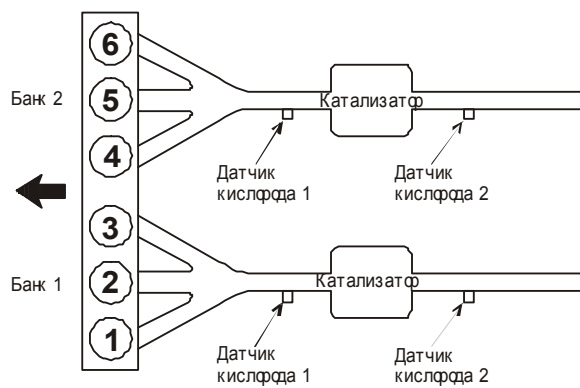 6
Банк 2
5
Катализатор
4
Датчик
кислорода 1
Датчик
кислорода 2
3
Банк 1
2
Катализатор
1
Датчик
кислорода 1
Датчик
кислорода 2